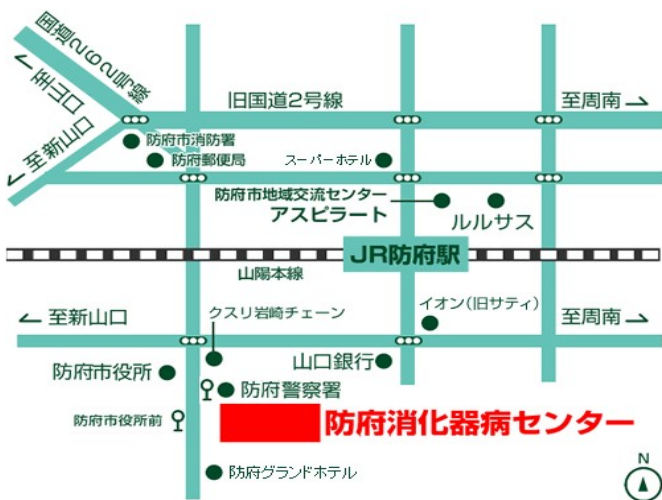 国道262号線
至山口
至新山口
旧国道2号線
至周南
防府市消防署
防府郵便局
スーパーホテル
防府市地域交流センター
アスピラート
ルルサス
JR防府駅
山陽本線
至新山口
クスリ岩崎チェーン
イオン(旧サティ)
至周南
防府市役所
山口銀行
防府警察署
防府市役所前
防府消化器病センター
防府グランドホテル
N